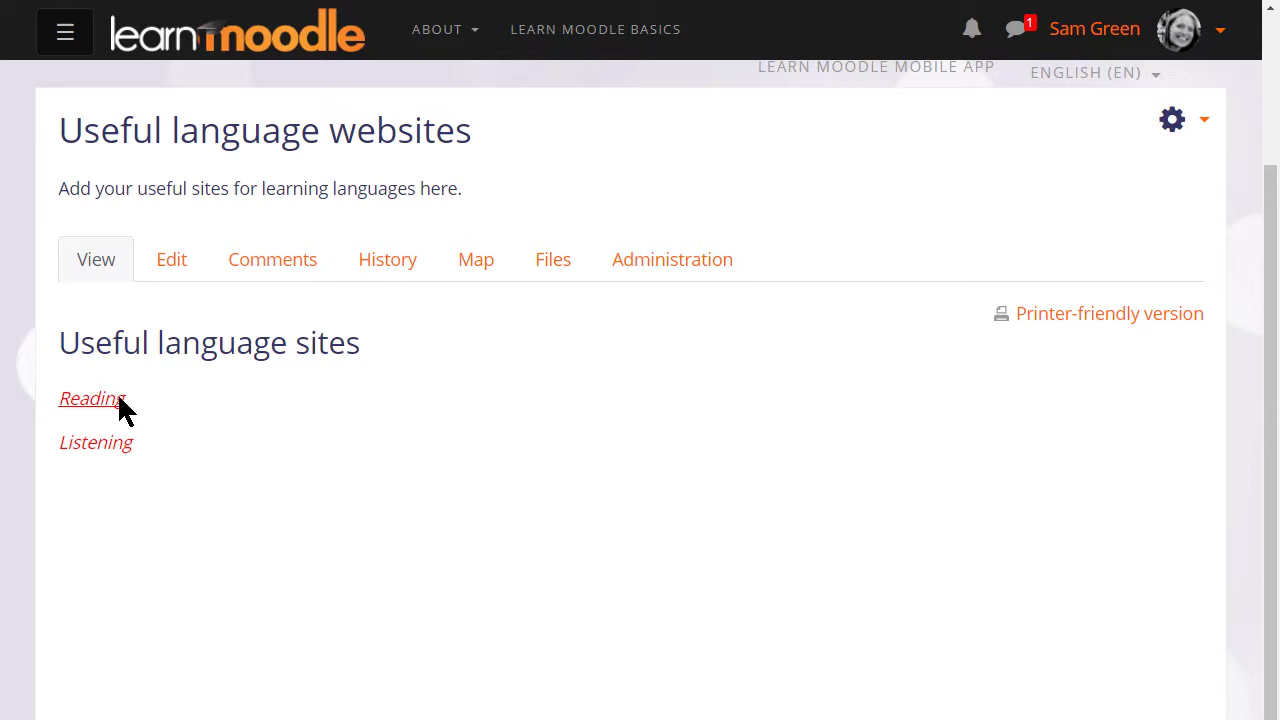 learn moodle
ABOUT
LEARN MOODLE BASICS
1
Sam Green
LEARN MOODLE MOBILE APP
ENGLISH (EN)
Useful language websites
Add your useful sites for learning languages here.
View Edit Comments History Map Files Administration
Printer-friendly version
Useful language sites
Reading
Listening